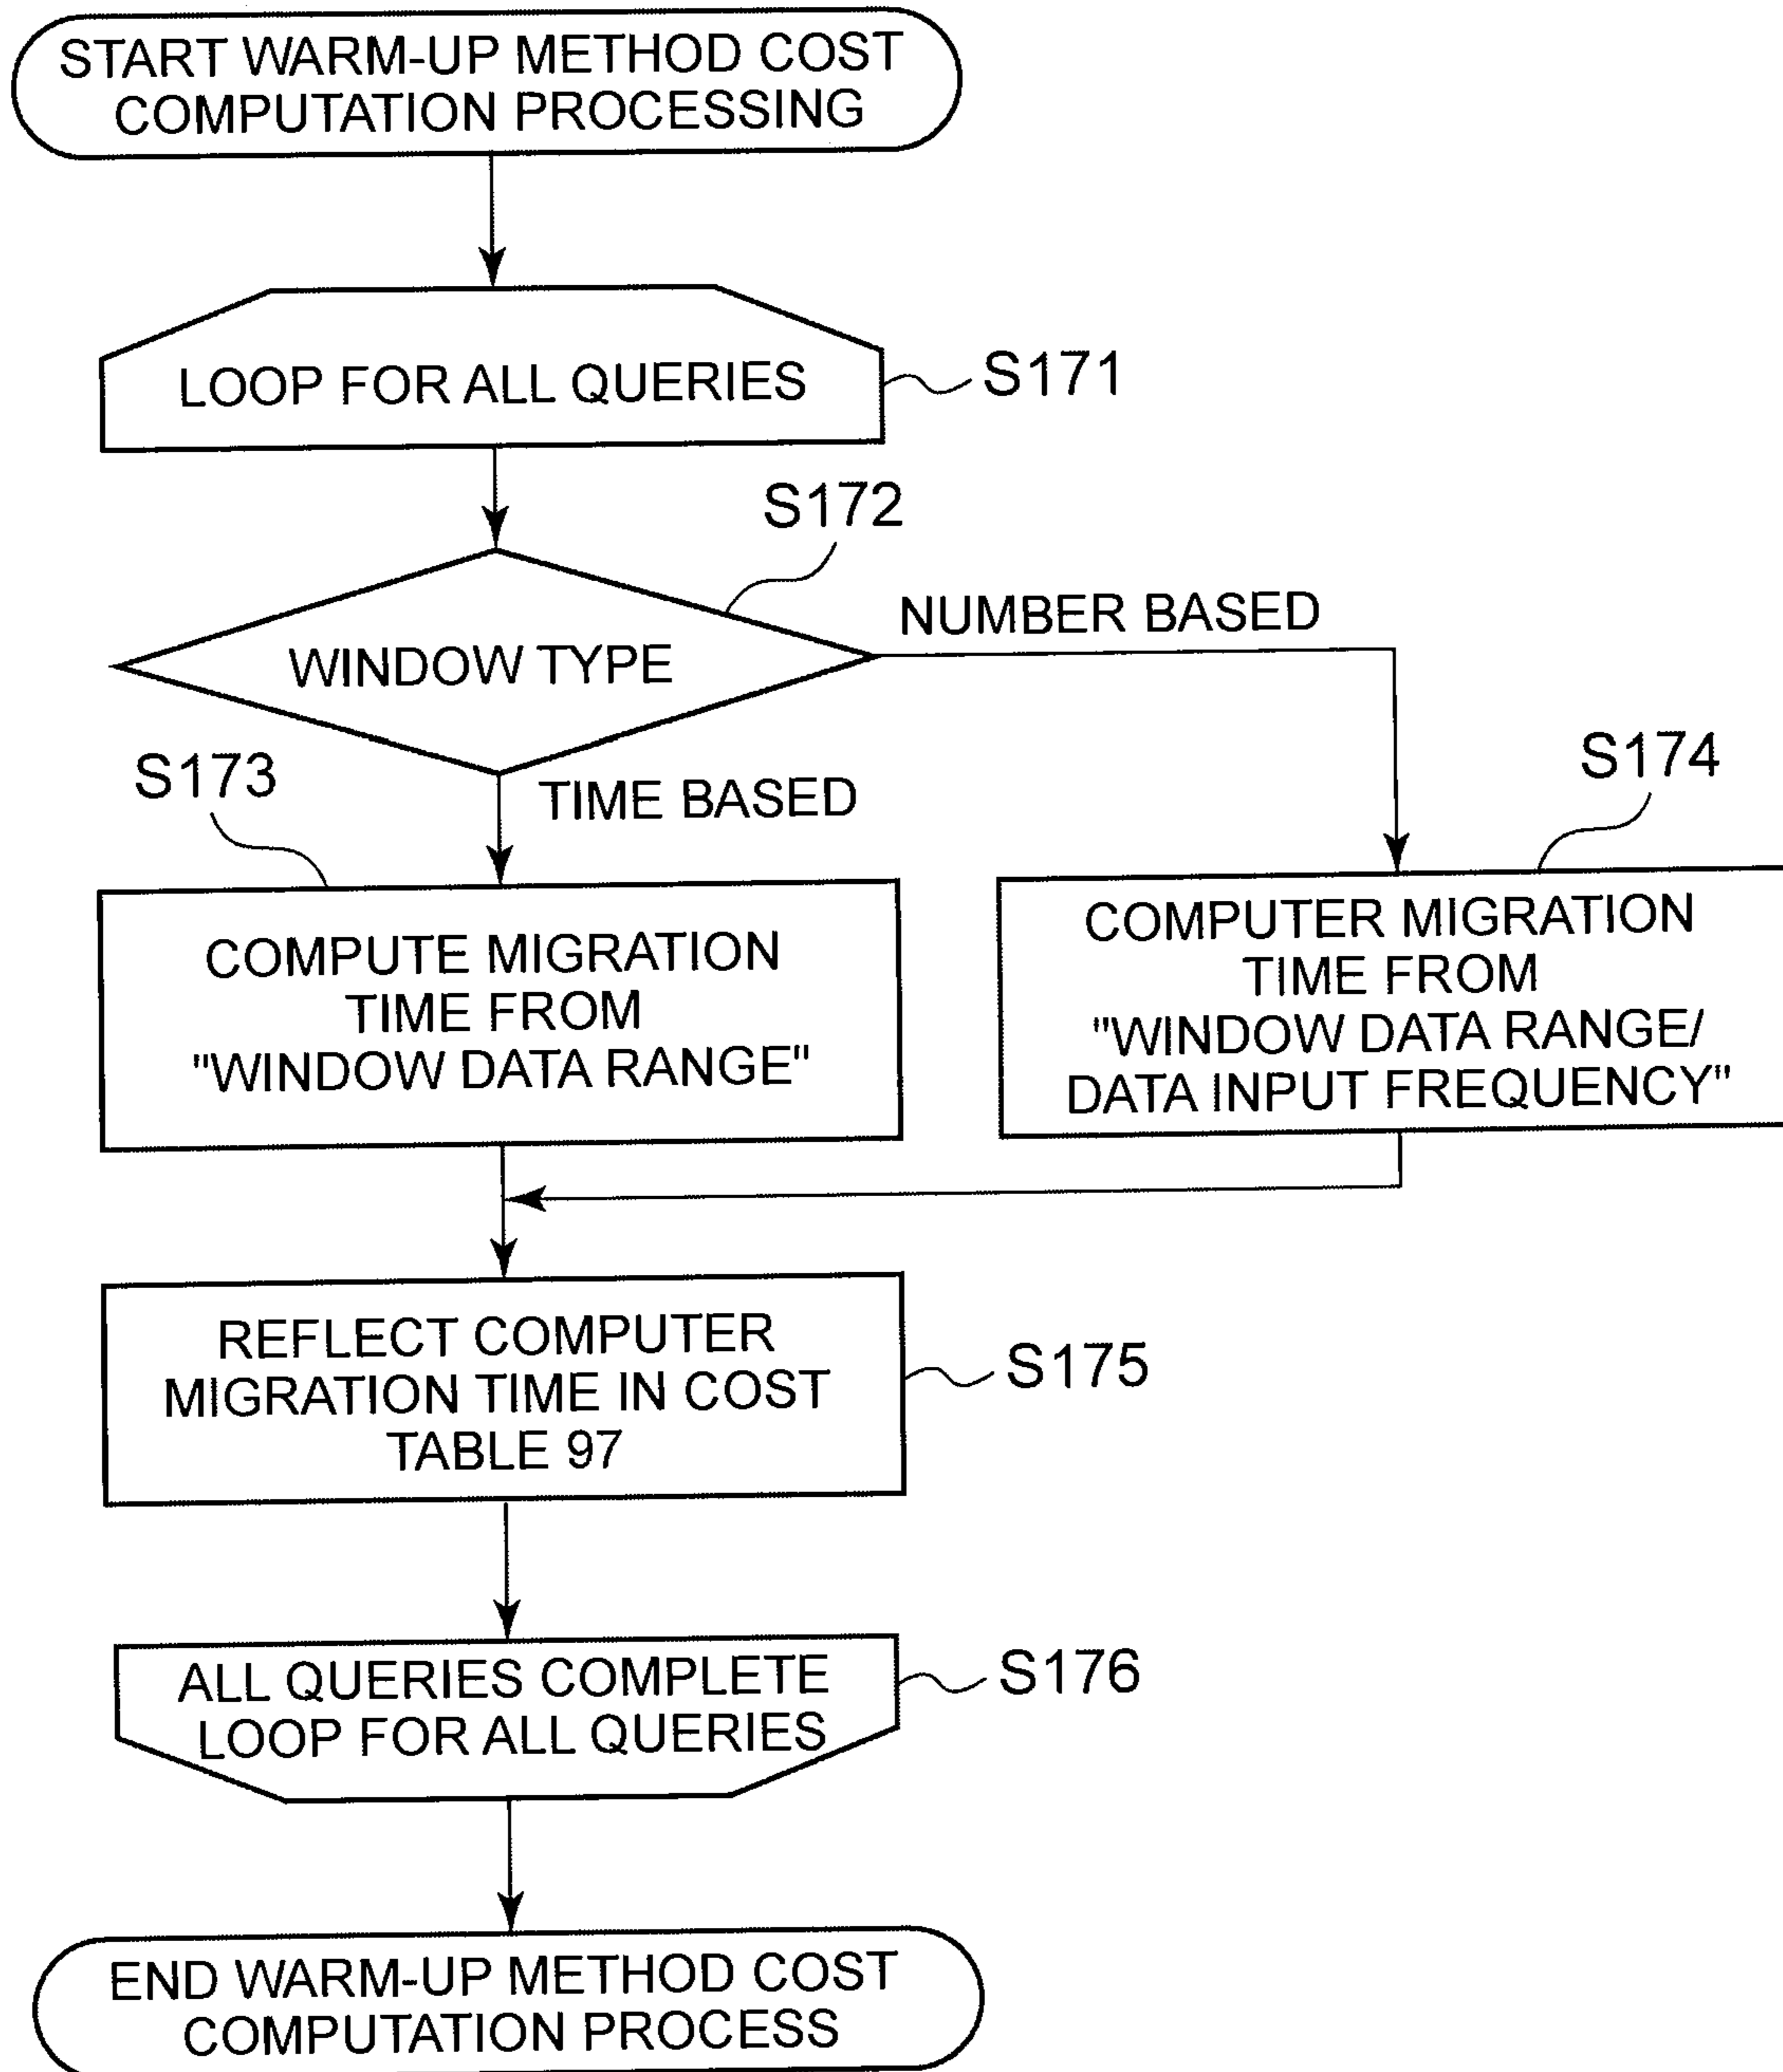 START WARM-UP METHOD COST
COMPUTATION PROCESSING
LOOP FOR ALL QUERIES
S171
S172
WINDOW TYPE
NUMBER BASED
TIME BASED
S173
S174
COMPUTE MIGRATION
TIME FROM
"WINDOW DATA RANGE"
COMPUTER MIGRATION
TIME FROM
"WINDOW DATA RANGE/
DATA INPUT FREQUENCY"
REFLECT COMPUTER
MIGRATION TIME IN COST
TABLE 97
S175
ALL QUERIES COMPLETE
LOOP FOR ALL QUERIES
S176
END WARM-UP METHOD COST
COMPUTATION PROCESS